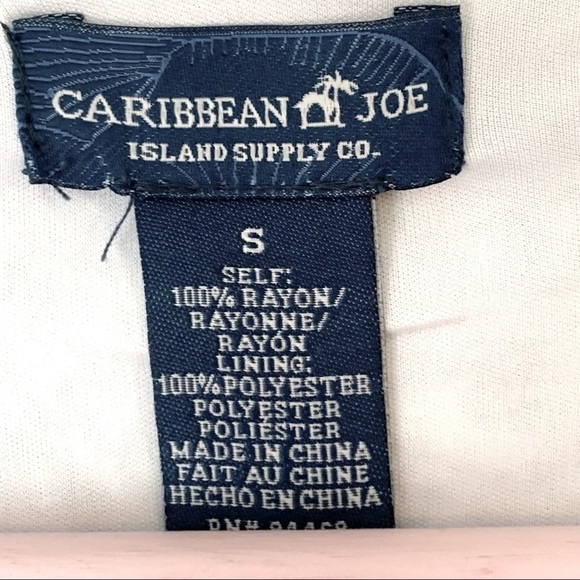 CARIBBEAN JOE
ISLAND SUPPLY CO.
S
SELF:
100% RAYON/
RAYONNE/
RAYÓN
LINING:
100% POLYESTER
POLYESTER
POLIÉSTER
MADE IN CHINA
FAIT AU CHINE
HECHO EN CHINA